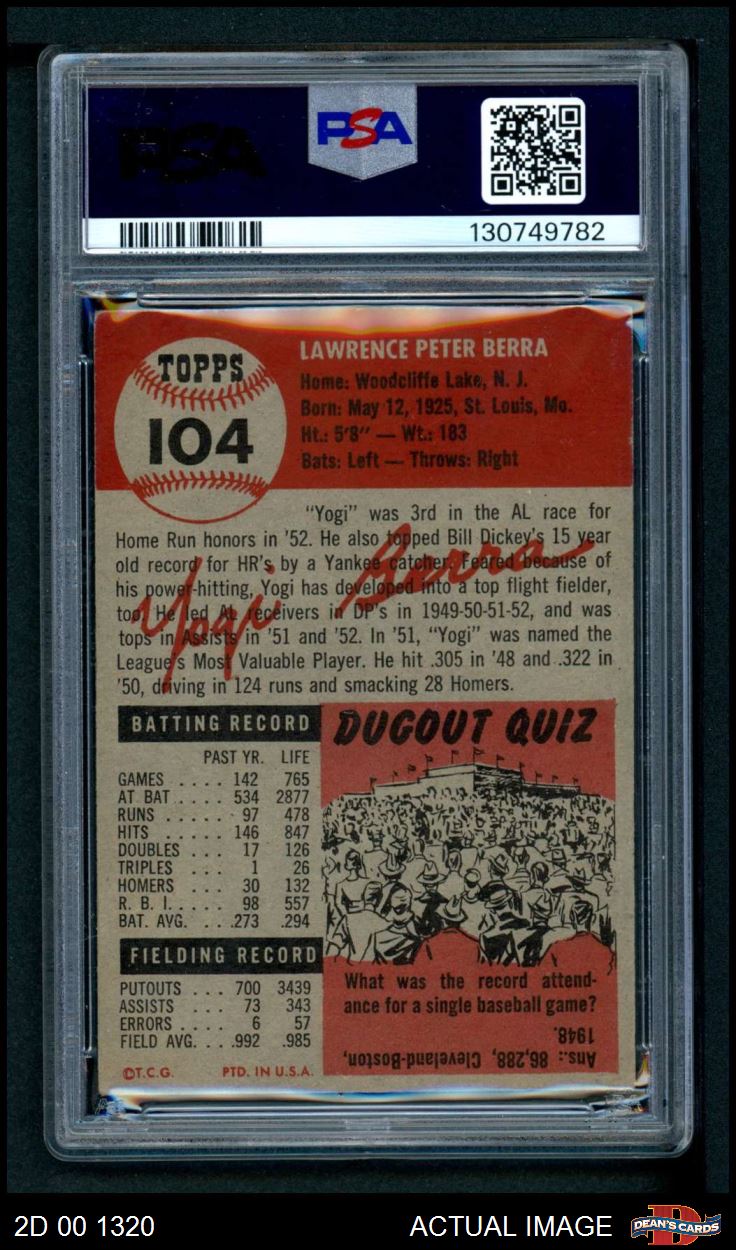 PSA
PSA
130749782
TOPPS
104
LAWRENCE PETER BERRA
Home: Woodcliffe Lake, N. J.
Born: May 12, 1925, St. Louis, Mo.
Ht.: 5'8" — Wt.: 183
Bats: Left — Throws: Right
"Yogi" was 3rd in the AL race for
Home Run honors in '52. He also topped Bill Dickey's 15 year
old record for HR's by a Yankee catcher. Feared because of
his power-hitting, Yogi has developed into a top flight fielder,
too. He led AL receivers in DP's in 1949-50-51-52, and was
tops in Assists in '51 and '52. In '51, "Yogi" was named the
League's Most Valuable Player. He hit .305 in '48 and .322 in
'50, driving in 124 runs and smacking 28 Homers.
Yogi Berra
BATTING RECORD
PAST YR. LIFE
GAMES . . . . 142 765
AT BAT . . . . 534 2877
RUNS . . . . . 97 478
HITS . . . . . 146 847
DOUBLES . . . 17 126
TRIPLES . . . 1 26
HOMERS . . . 30 132
R. B. I. . . . . 98 557
BAT. AVG. . . .273 .294
FIELDING RECORD
PUTOUTS . . . 700 3439
ASSISTS . . . 73 343
ERRORS . . . . 6 57
FIELD AVG. . . .992 .985
©T.C.G. PTD. IN U.S.A.
DUGOUT QUIZ
What was the record attend-
ance for a single baseball game?
Ans.: 86,288, Cleveland-Boston,
1948.
2D 00 1320
ACTUAL IMAGE
D
DEAN'S CARDS